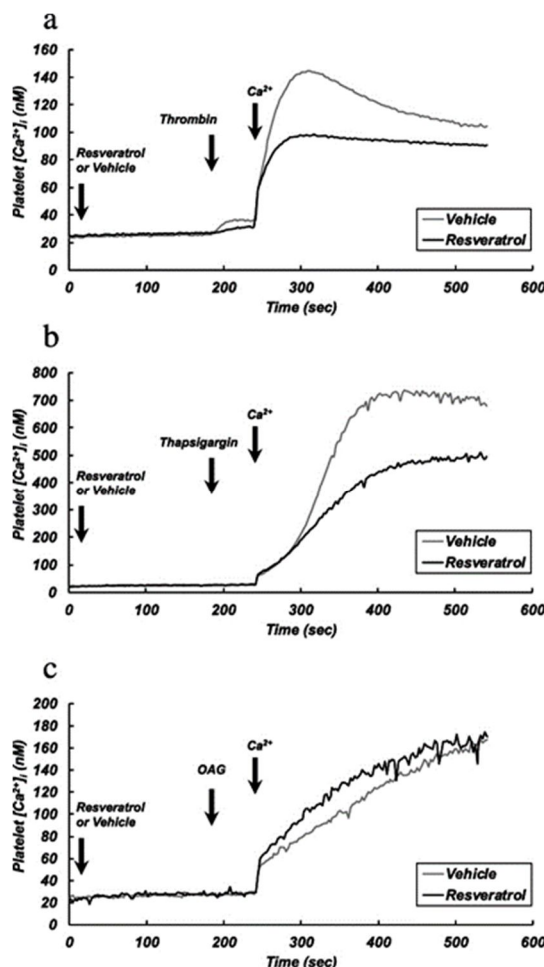 a
Platelet [Ca²⁺]ᵢ (nM)
160
140
120
100
80
60
40
20
0
Resveratrol
or Vehicle
Thrombin
Ca²⁺
Vehicle
Resveratrol
0
100
200
300
400
500
600
Time (sec)
b
Platelet [Ca²⁺]ᵢ (nM)
800
700
600
500
400
300
200
100
0
Resveratrol
or Vehicle
Thapsigargin
Ca²⁺
Vehicle
Resveratrol
0
100
200
300
400
500
600
Time (sec)
c
Platelet [Ca²⁺]ᵢ (nM)
200
180
160
140
120
100
80
60
40
20
0
Resveratrol
or Vehicle
OAG
Ca²⁺
Vehicle
Resveratrol
0
100
200
300
400
500
600
Time (sec)